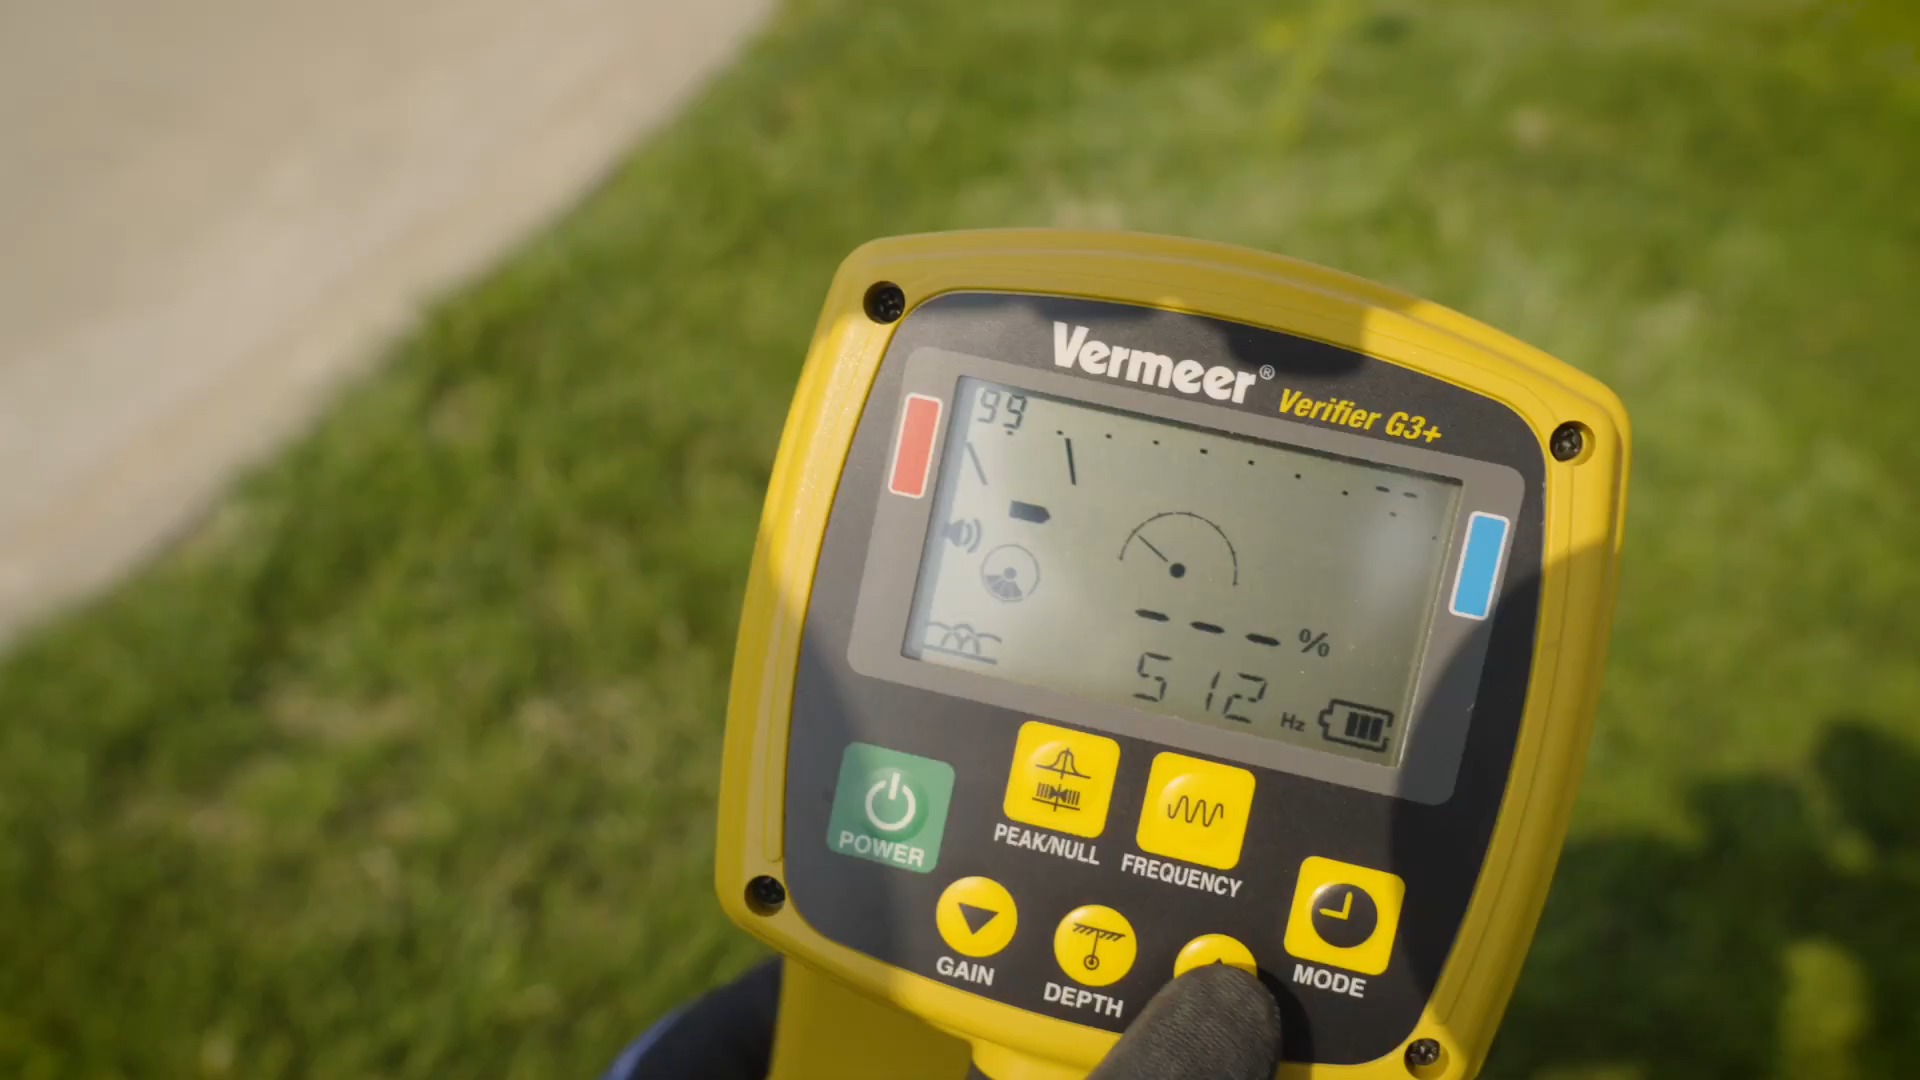 Vermeer®
Verifier G3+
99
--
--- %
512 Hz
POWER
PEAK/NULL
FREQUENCY
GAIN
DEPTH
MODE